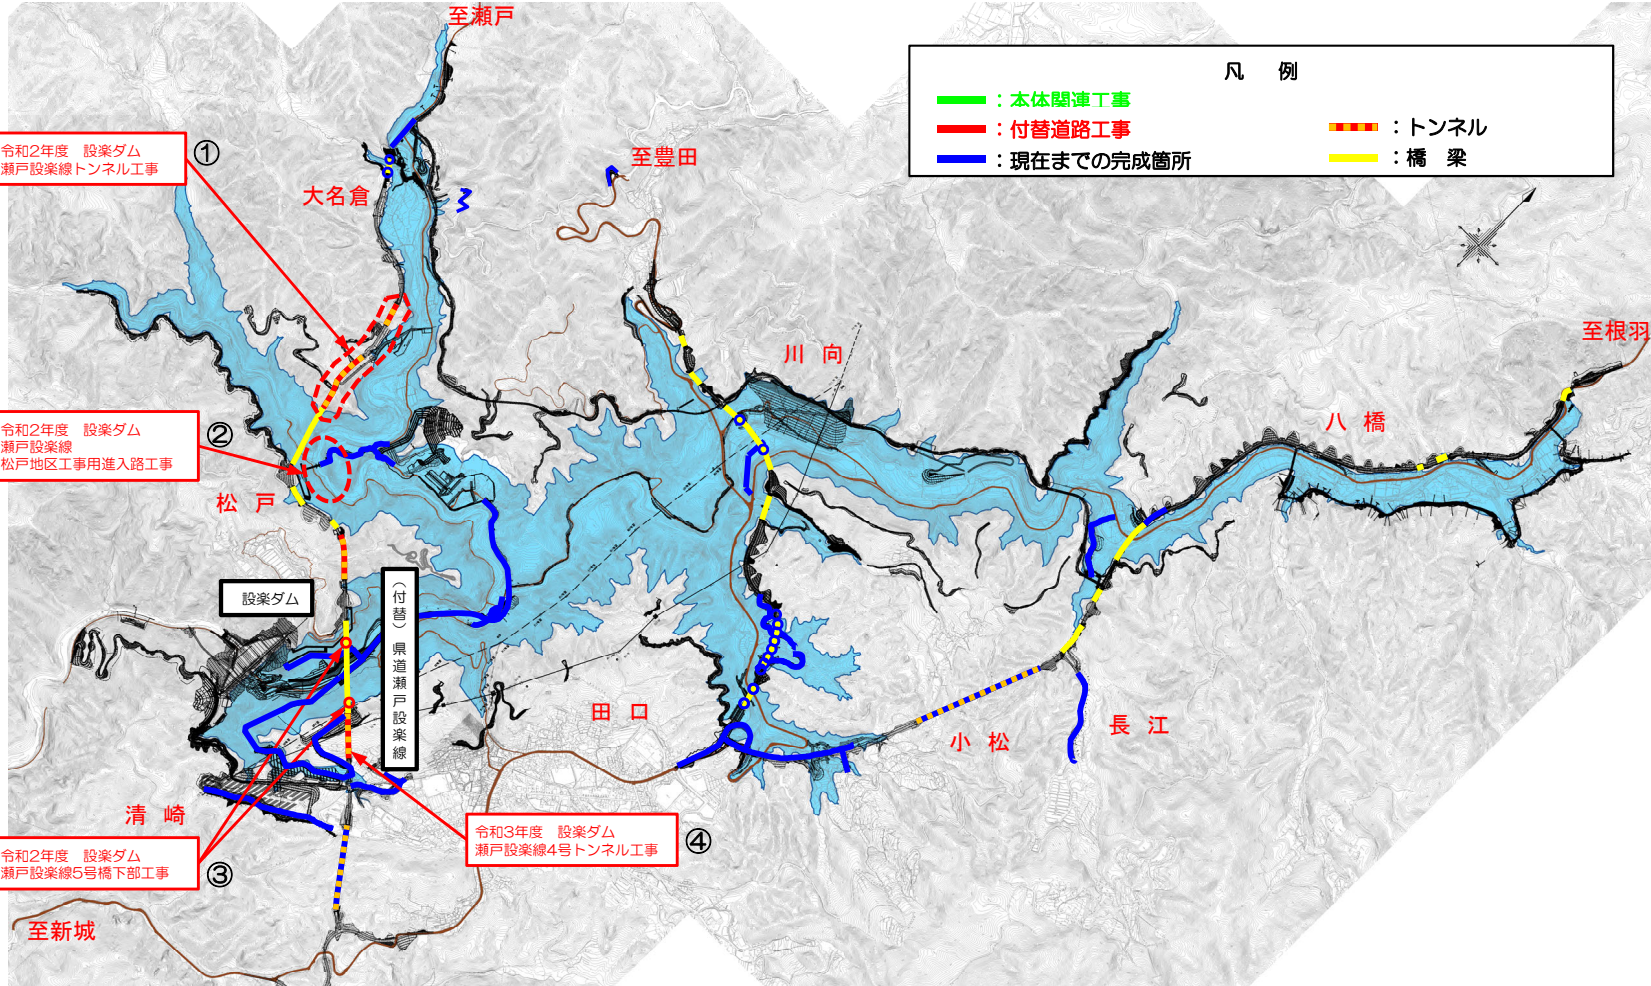 至瀬戸
凡 例
：本体関連工事
：付替道路工事
：現在までの完成箇所
：トンネル
：橋 梁
令和2年度 設楽ダム
瀬戸設楽線トンネル工事
①
至豊田
大名倉
至根羽
川 向
八 橋
令和2年度 設楽ダム
瀬戸設楽線
松戸地区工事用進入路工事
②
松 戸
設楽ダム
（付替）県道瀬戸設楽線
田 口
小 松
長 江
清 崎
令和3年度 設楽ダム
瀬戸設楽線4号トンネル工事
④
令和2年度 設楽ダム
瀬戸設楽線5号橋下部工事
③
至新城